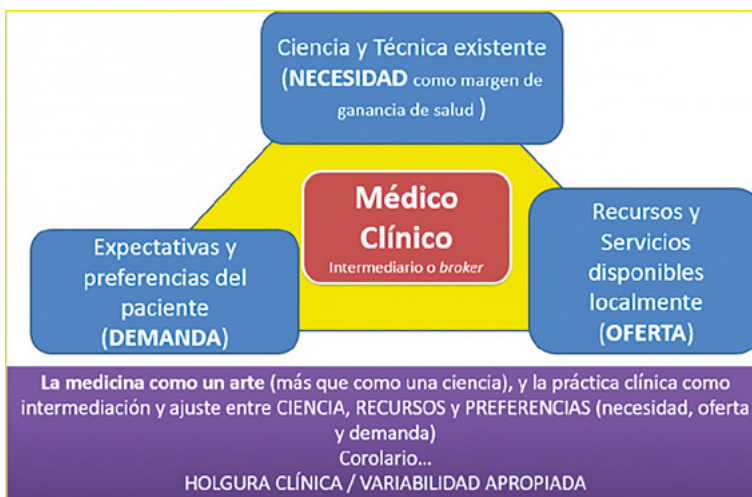 Ciencia y Técnica existente
(NECESIDAD como margen de
ganancia de salud )
Médico
Clínico
Intermediario o broker
Expectativas y
preferencias del
paciente
(DEMANDA)
Recursos y
Servicios
disponibles
localmente
(OFERTA)
La medicina como un arte (más que como una ciencia), y la práctica clínica como
intermediación y ajuste entre CIENCIA, RECURSOS y PREFERENCIAS (necesidad, oferta
y demanda)
Corolario...
HOLGURA CLÍNICA / VARIABILIDAD APROPIADA